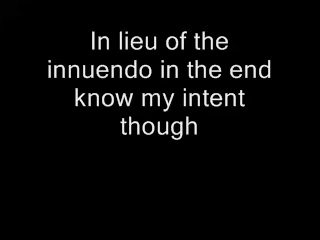 In lieu of the
innuendo in the end
know my intent
though